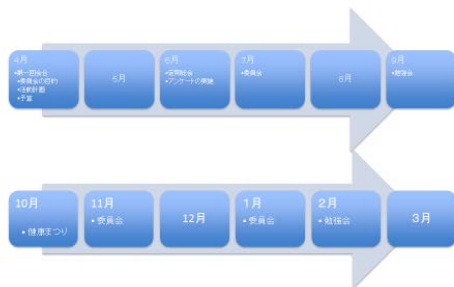 4月
•第一回会合
•委員会の目的
•活動計画
•予算
5月
6月
•定期総会
•アンケートの実施
7月
•委員会
8月
9月
•勉強会
10月
• 健康まつり
11月
• 委員会
12月
1月
• 委員会
2月
• 勉強会
3月